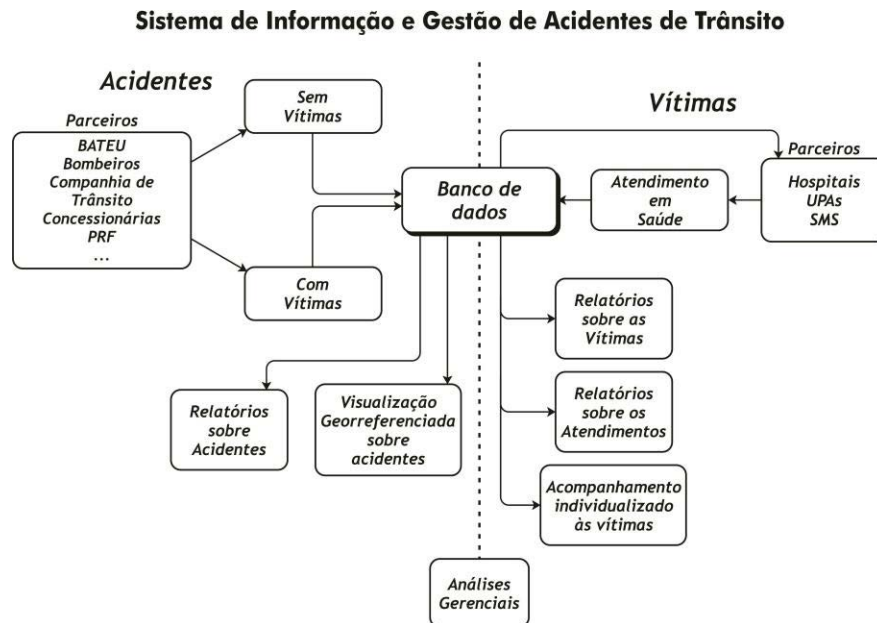 Sistema de Informação e Gestão de Acidentes de Trânsito
Acidentes
Parceiros
BATEU
Bombeiros
Companhia de
Trânsito
Concessionárias
PRF
...
Sem
Vítimas
Com
Vítimas
Banco de
dados
Vítimas
Parceiros
Hospitais
UPAs
SMS
Atendimento
em
Saúde
Relatórios
sobre
Acidentes
Visualização
Georreferenciada
sobre
acidentes
Relatórios
sobre as
Vítimas
Relatórios
sobre os
Atendimentos
Acompanhamento
individualizado
às vítimas
Análises
Gerenciais